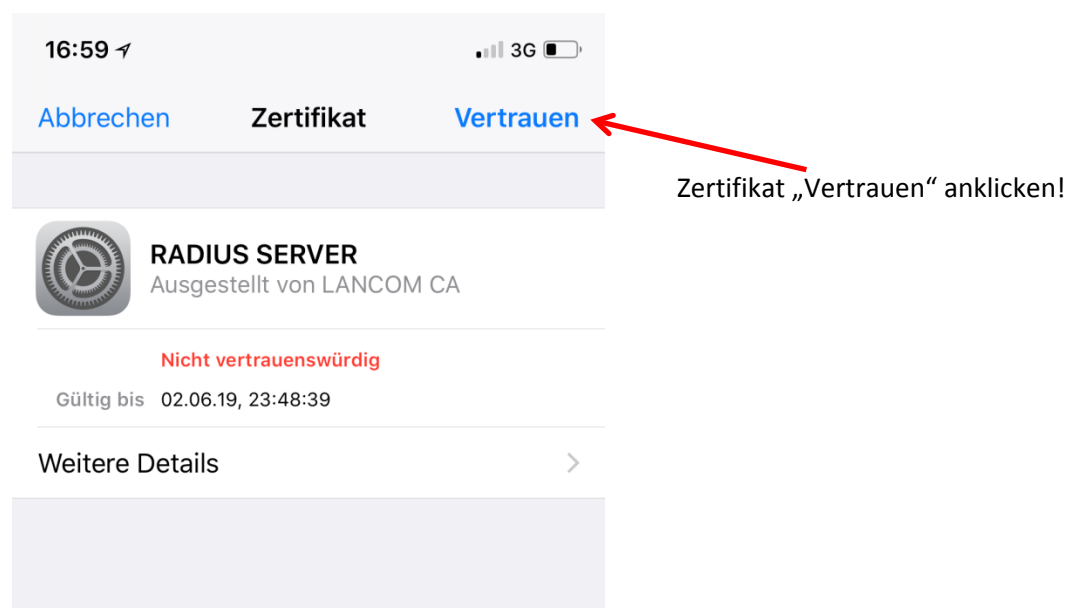 16:59
3G
Abbrechen Zertifikat Vertrauen
Zertifikat „Vertrauen“ anklicken!
RADIUS SERVER
Ausgestellt von LANCOM CA
Nicht vertrauenswürdig
Gültig bis 02.06.19, 23:48:39
Weitere Details